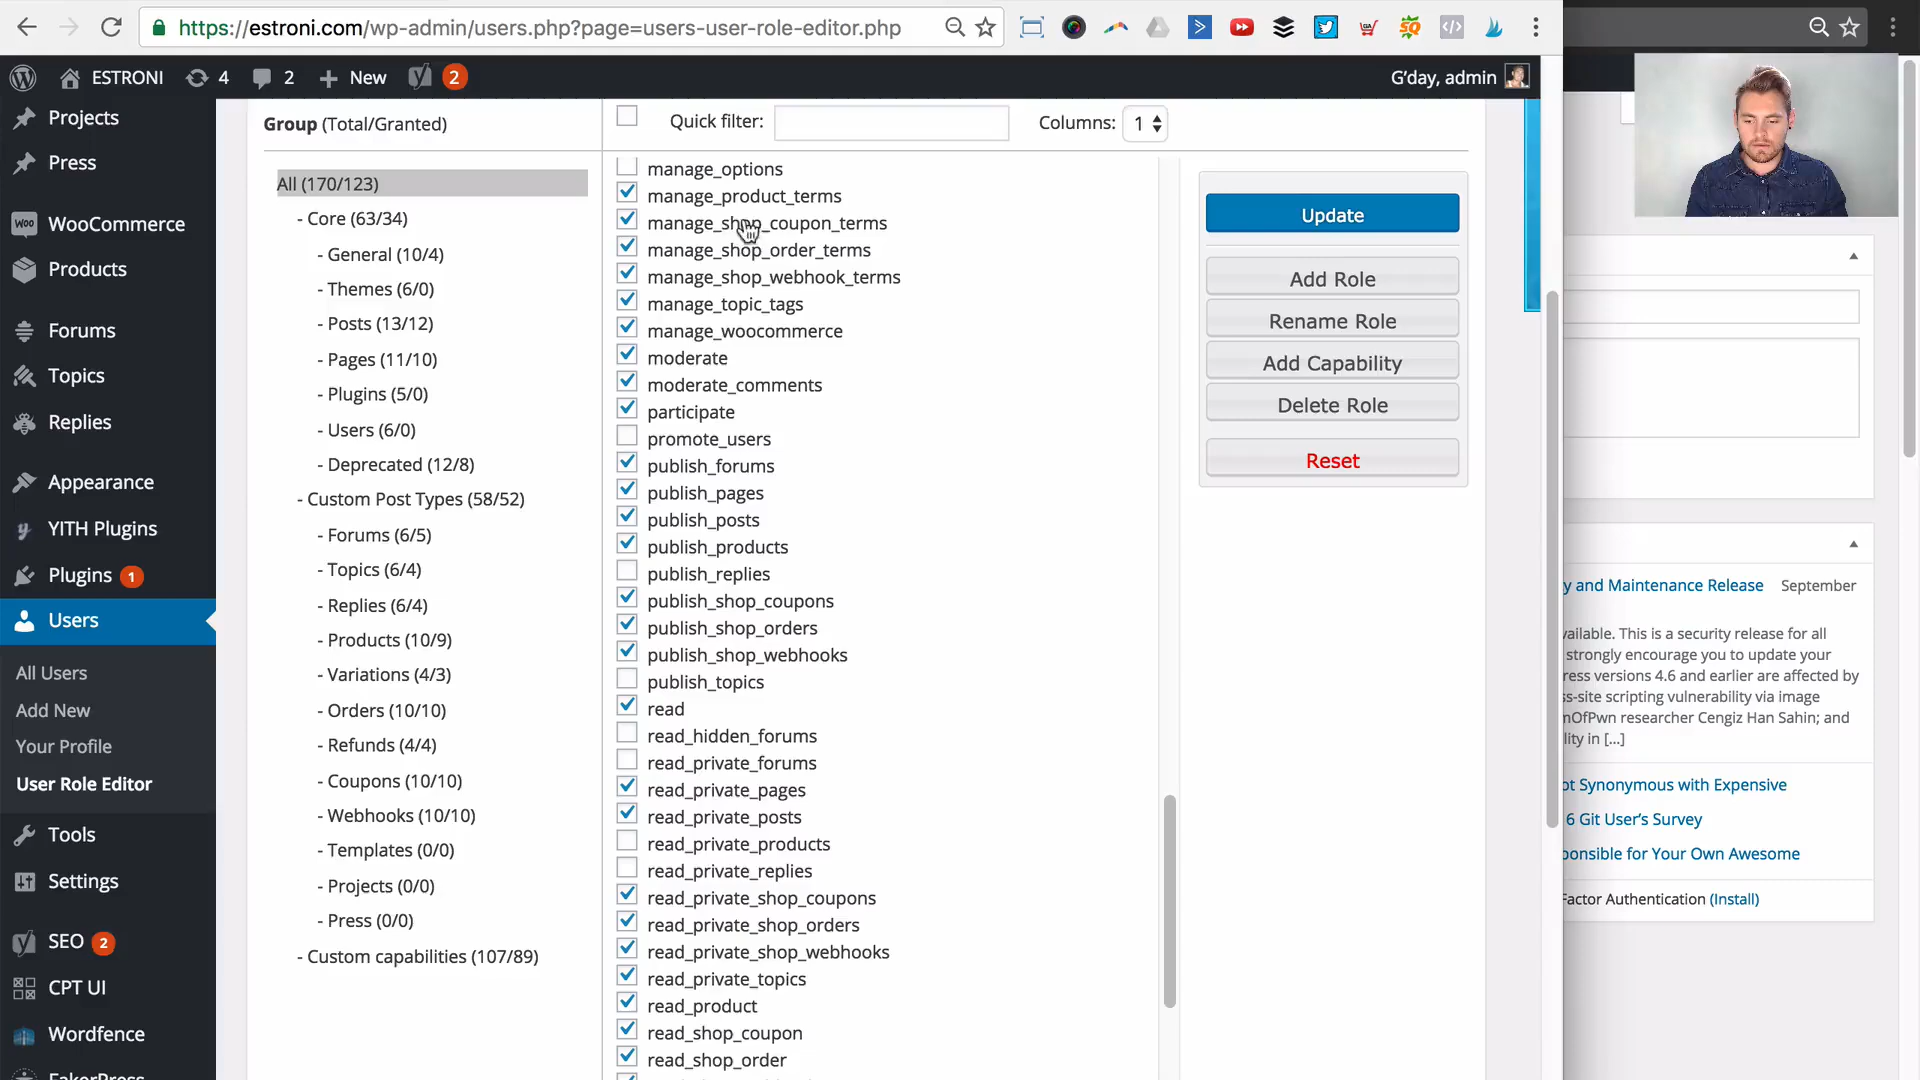 https://estroni.com/wp-admin/users.php?page=users-user-role-editor.php
ESTRONI 4 2 New 2 G'day, admin
Projects
Press
WooCommerce
Products
Forums
Topics
Replies
Appearance
YITH Plugins
Plugins 1
Users
All Users
Add New
Your Profile
User Role Editor
Tools
Settings
SEO 2
CPT UI
Wordfence
FakerPress
Group (Total/Granted)
Quick filter:
Columns: 1
All (170/123)
- Core (63/34)
- General (10/4)
- Themes (6/0)
- Posts (13/12)
- Pages (11/10)
- Plugins (5/0)
- Users (6/0)
- Deprecated (12/8)
- Custom Post Types (58/52)
- Forums (6/5)
- Topics (6/4)
- Replies (6/4)
- Products (10/9)
- Variations (4/3)
- Orders (10/10)
- Refunds (4/4)
- Coupons (10/10)
- Webhooks (10/10)
- Templates (0/0)
- Projects (0/0)
- Press (0/0)
- Custom capabilities (107/89)
manage_options
manage_product_terms
manage_shop_coupon_terms
manage_shop_order_terms
manage_shop_webhook_terms
manage_topic_tags
manage_woocommerce
moderate
moderate_comments
participate
promote_users
publish_forums
publish_pages
publish_posts
publish_products
publish_replies
publish_shop_coupons
publish_shop_orders
publish_shop_webhooks
publish_topics
read
read_hidden_forums
read_private_forums
read_private_pages
read_private_posts
read_private_products
read_private_replies
read_private_shop_coupons
read_private_shop_orders
read_private_shop_webhooks
read_private_topics
read_product
read_shop_coupon
read_shop_order
Update
Add Role
Rename Role
Add Capability
Delete Role
Reset
y and Maintenance Release September
vailable. This is a security release for all
strongly encourage you to update your
ress versions 4.6 and earlier are affected by
ss-site scripting vulnerability via image
mOfPwn researcher Cengiz Han Sahin; and
lity in [...]
ot Synonymous with Expensive
6 Git User's Survey
ponsible for Your Own Awesome
Factor Authentication (Install)